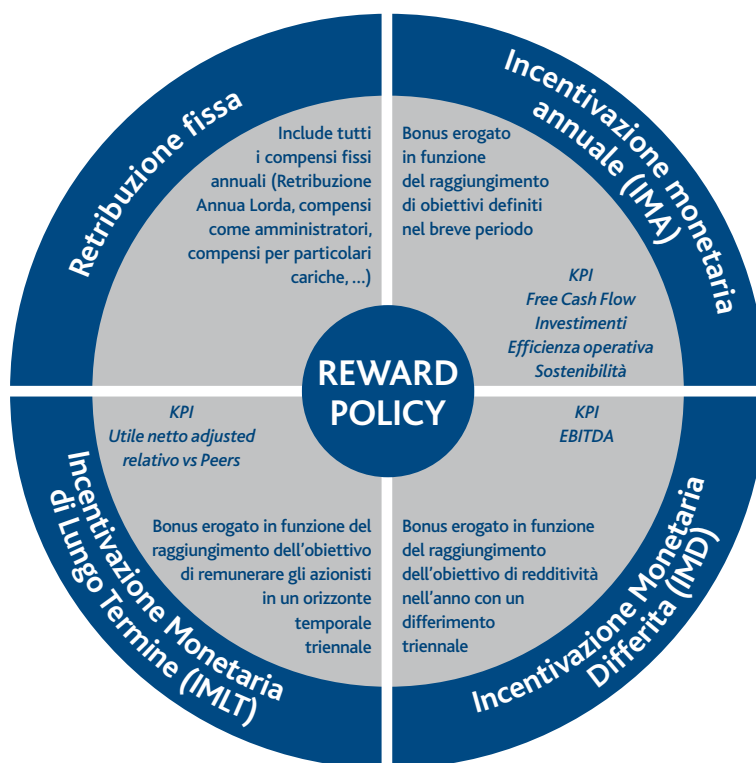 Retribuzione fissa
Include tutti
i compensi fissi
annuali (Retribuzione
Annua Lorda, compensi
come amministratori,
compensi per particolari
cariche, ...)
Incentivazione monetaria
annuale (IMA)
Bonus erogato
in funzione
del raggiungimento
di obiettivi definiti
nel breve periodo
KPI
Free Cash Flow
Investimenti
Efficienza operativa
Sostenibilità
REWARD
POLICY
Incentivazione Monetaria
di Lungo Termine (IMLT)
KPI
Utile netto adjusted
relativo vs Peers
Bonus erogato in funzione del
raggiungimento dell'obiettivo
di remunerare gli azionisti
in un orizzonte
temporale
triennale
KPI
EBITDA
Bonus erogato in funzione
del raggiungimento
dell'obiettivo di redditività
nell'anno con un
differimento
triennale
Incentivazione Monetaria
Differita (IMD)